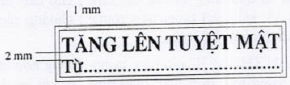 1 mm
TĂNG LÊN TUYỆT MẬT
2 mm
Từ................................................